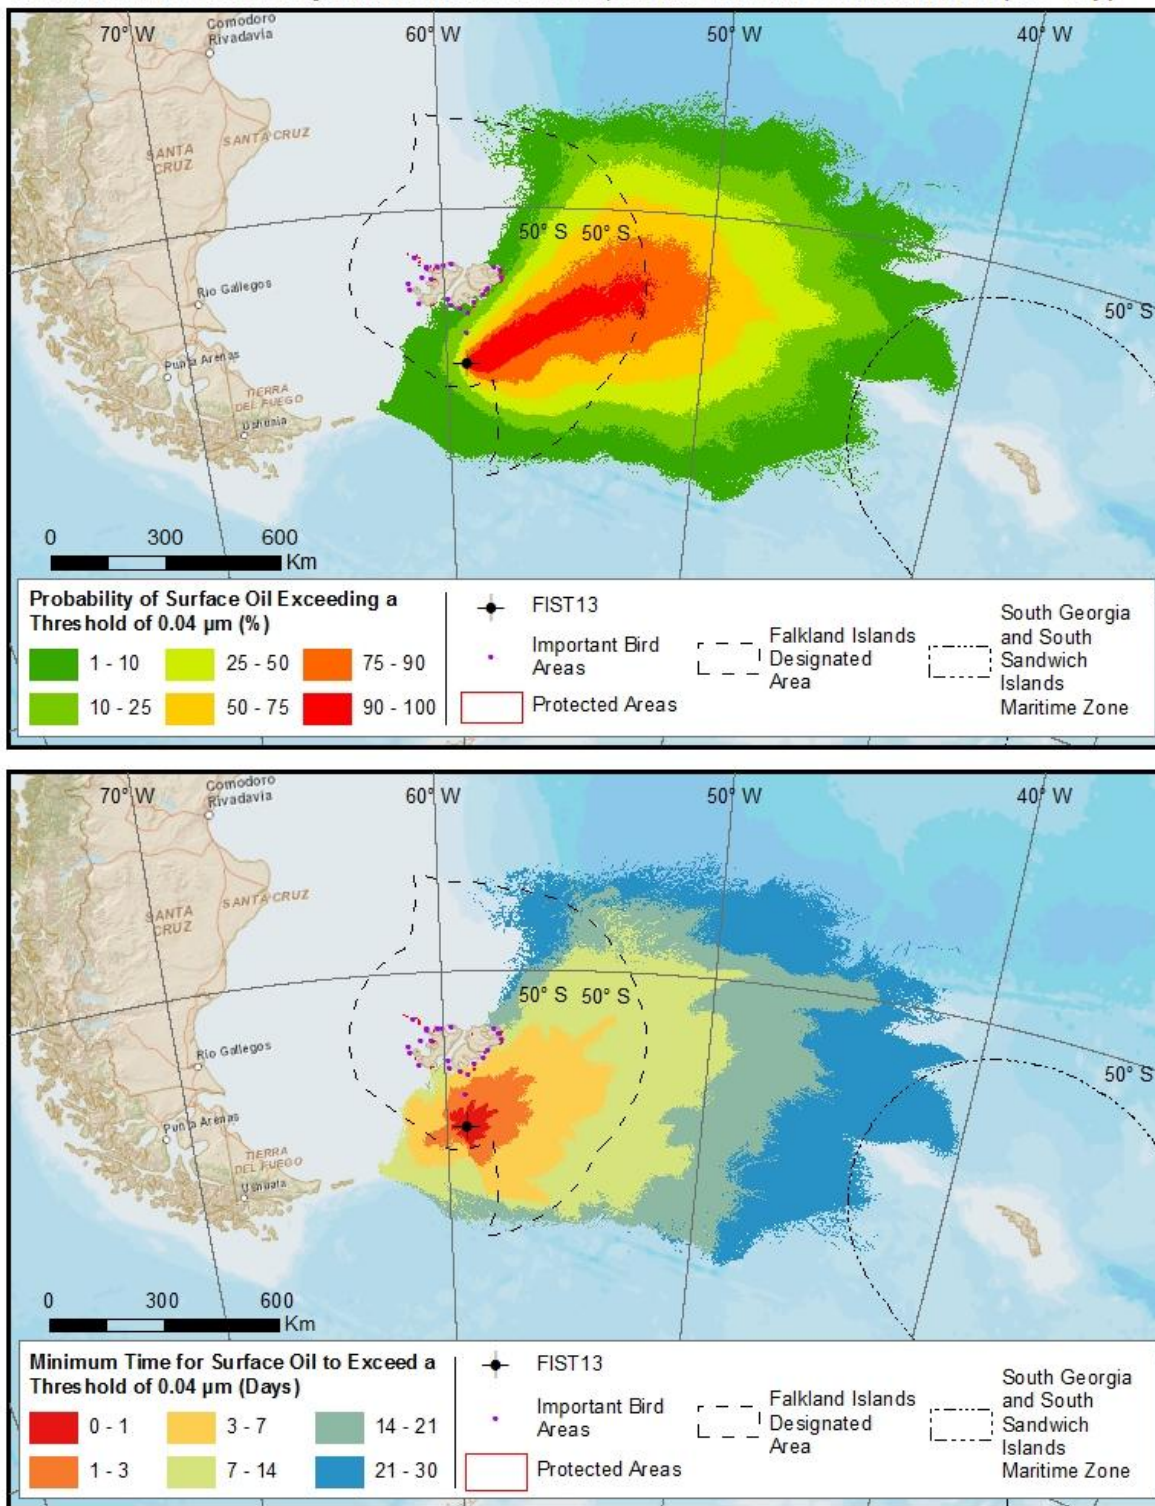 70° W
Comodoro
Rivadavia
60° W
50° W
40° W
SANTA CRUZ
SANTA
CRUZ
50° S 50° S
Rio Gallegos
50° S
Punta Arenas
TIERRA
DEL FUEGO
Ushuaia
0 300 600
Km
Probability of Surface Oil Exceeding a
Threshold of 0.04 µm (%)
1 - 10
25 - 50
75 - 90
10 - 25
50 - 75
90 - 100
FIST13
Important Bird
Areas
Protected Areas
Falkland Islands
Designated
Area
South Georgia
and South
Sandwich
Islands
Maritime Zone
70° W
Comodoro
Rivadavia
60° W
50° W
40° W
SANTA CRUZ
SANTA
CRUZ
50° S 50° S
Rio Gallegos
50° S
Punta Arenas
TIERRA
DEL FUEGO
Ushuaia
0 300 600
Km
Minimum Time for Surface Oil to Exceed a
Threshold of 0.04 µm (Days)
0 - 1
3 - 7
14 - 21
1 - 3
7 - 14
21 - 30
FIST13
Important Bird
Areas
Protected Areas
Falkland Islands
Designated
Area
South Georgia
and South
Sandwich
Islands
Maritime Zone